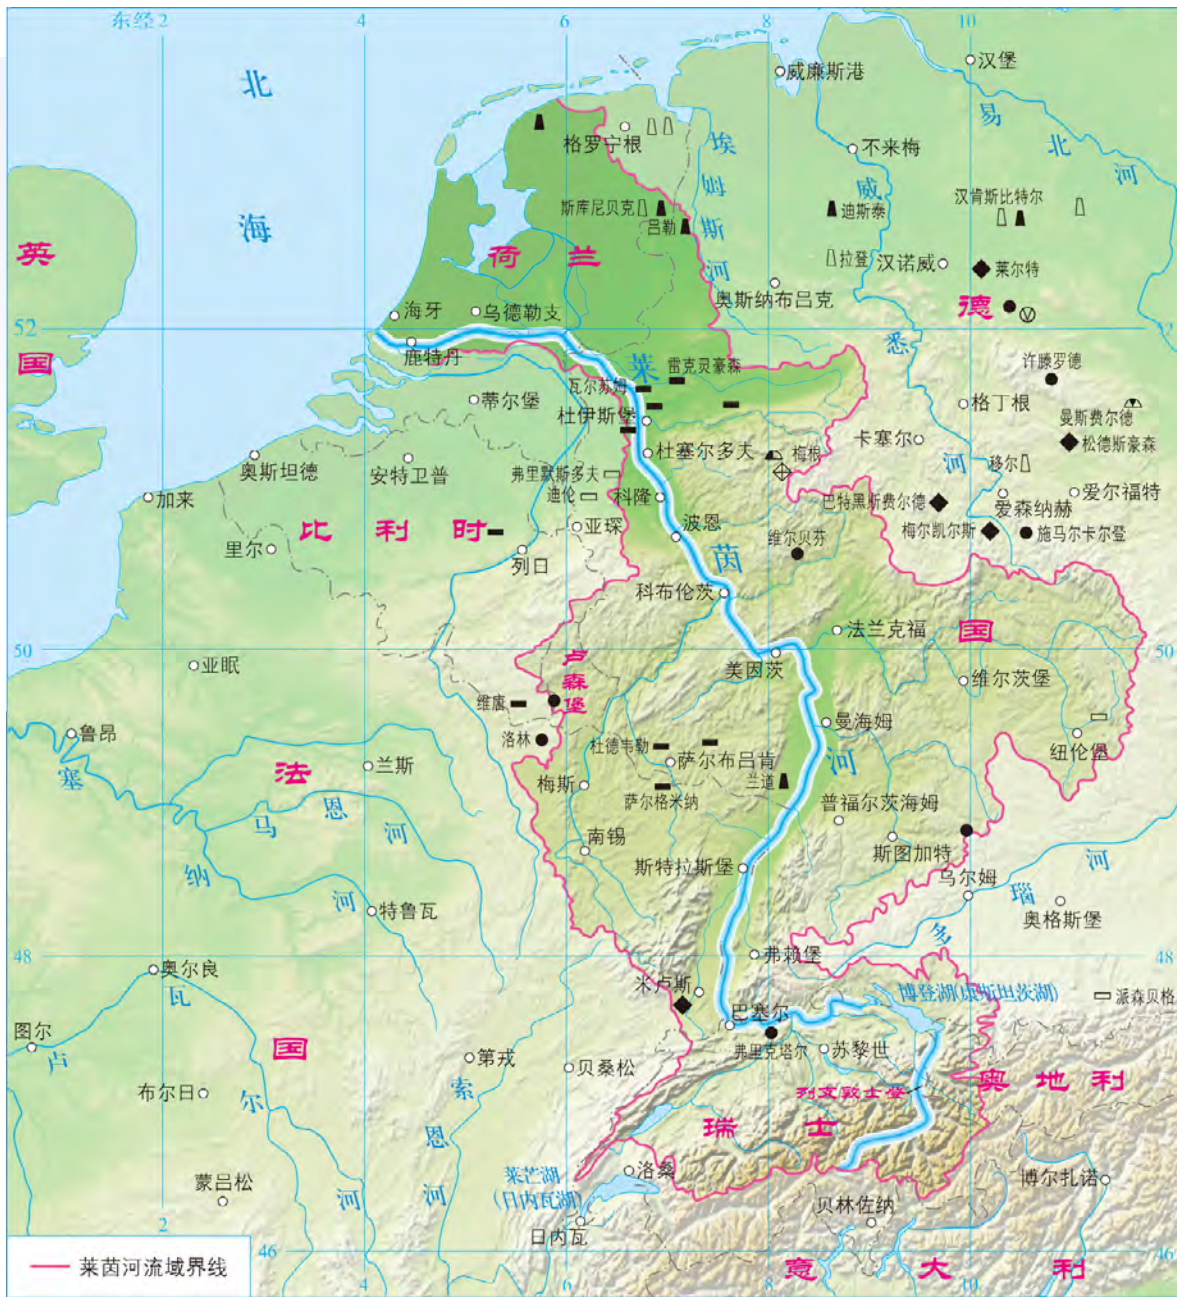 东经 2
4
6
8
10
汉堡
威廉斯港
北
海
易
北
河
格罗宁根
埃
姆
斯
河
不来梅
威
悉
河
汉肯斯比特尔
斯库尼贝克
吕勒
迪斯泰
英
国
荷 兰
拉登
汉诺威
莱尔特
奥斯纳布吕克
德
国
海牙
乌德勒支
52
52
鹿特丹
莱
茵
河
雷克灵豪森
许滕罗德
瓦尔苏姆
蒂尔堡
杜伊斯堡
格丁根
曼斯费尔德
卡塞尔
松德斯豪森
奥斯坦德
安特卫普
杜塞尔多夫
梅根
移尔
弗里默斯多夫
加来
迪伦
科隆
巴特黑斯费尔德
爱森纳赫
爱尔福特
比 利 时
亚琛
波恩
梅尔凯尔斯
施马尔卡尔登
里尔
列日
维尔贝芬
科布伦茨
法兰克福
50
50
亚眠
卢森堡
美因茨
维尔茨堡
维唐
鲁昂
洛林
曼海姆
纽伦堡
塞
纳
河
法
国
兰斯
杜德韦勒
萨尔布吕肯
梅斯
兰道
马
恩
河
萨尔格米纳
普福尔茨海姆
南锡
斯特拉斯堡
斯图加特
乌尔姆
多
瑙
河
特鲁瓦
奥格斯堡
弗赖堡
48
48
奥尔良
米卢斯
博登湖(康斯坦茨湖)
派森贝格
卢
瓦
尔
河
图尔
巴塞尔
弗里克塔尔
苏黎世
第戎
贝桑松
索
恩
河
布尔日
列支敦士登
奥 地 利
瑞 士
莱芒湖
(日内瓦湖)
洛桑
博尔扎诺
蒙吕松
日内瓦
贝林佐纳
46
46
意 大 利
2
4
6
8
10
莱茵河流域界线